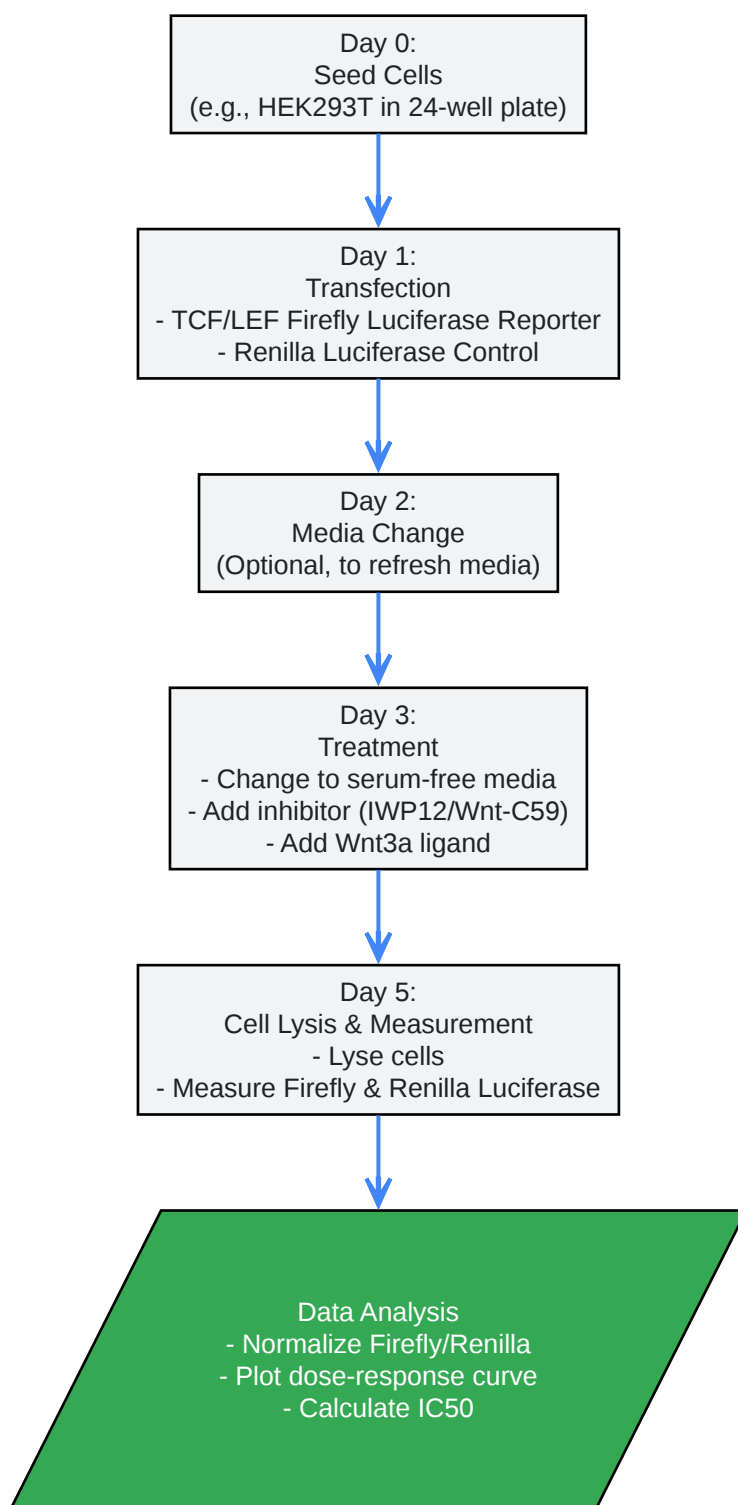 Day 0:
Seed Cells
(e.g., HEK293T in 24-well plate)
Day 1:
Transfection
- TCF/LEF Firefly Luciferase Reporter
- Renilla Luciferase Control
Day 2:
Media Change
(Optional, to refresh media)
Day 3:
Treatment
- Change to serum-free media
- Add inhibitor (IWP12/Wnt-C59)
- Add Wnt3a ligand
Day 5:
Cell Lysis & Measurement
- Lyse cells
- Measure Firefly & Renilla Luciferase
Data Analysis
- Normalize Firefly/Renilla
- Plot dose-response curve
- Calculate IC50